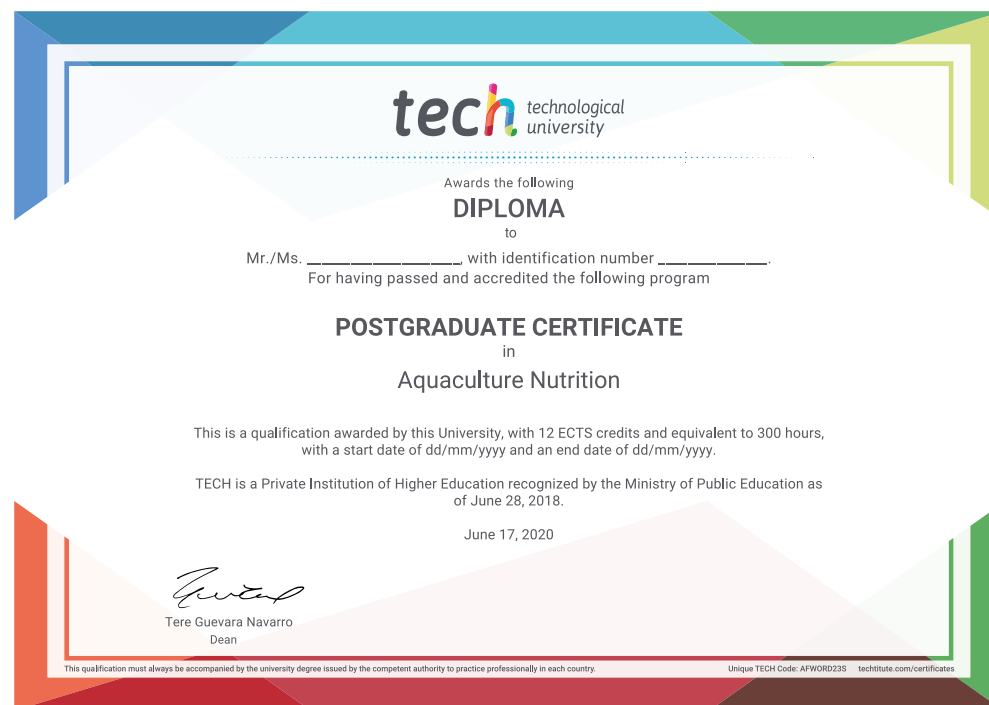 tech technological
university
Awards the following
DIPLOMA
to
Mr./Ms. ____________________, with identification number ______________.
For having passed and accredited the following program
POSTGRADUATE CERTIFICATE
in
Aquaculture Nutrition
This is a qualification awarded by this University, with 12 ECTS credits and equivalent to 300 hours,
with a start date of dd/mm/yyyy and an end date of dd/mm/yyyy.
TECH is a Private Institution of Higher Education recognized by the Ministry of Public Education as
of June 28, 2018.
June 17, 2020
Tere Guevara Navarro
Dean
This qualification must always be accompanied by the university degree issued by the competent authority to practice professionally in each country.
Unique TECH Code: AFWORD23S techtitute.com/certificates